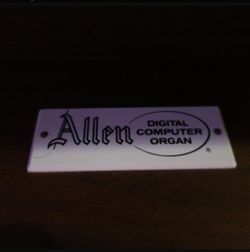 Allen
DIGITAL
COMPUTER
ORGAN
®